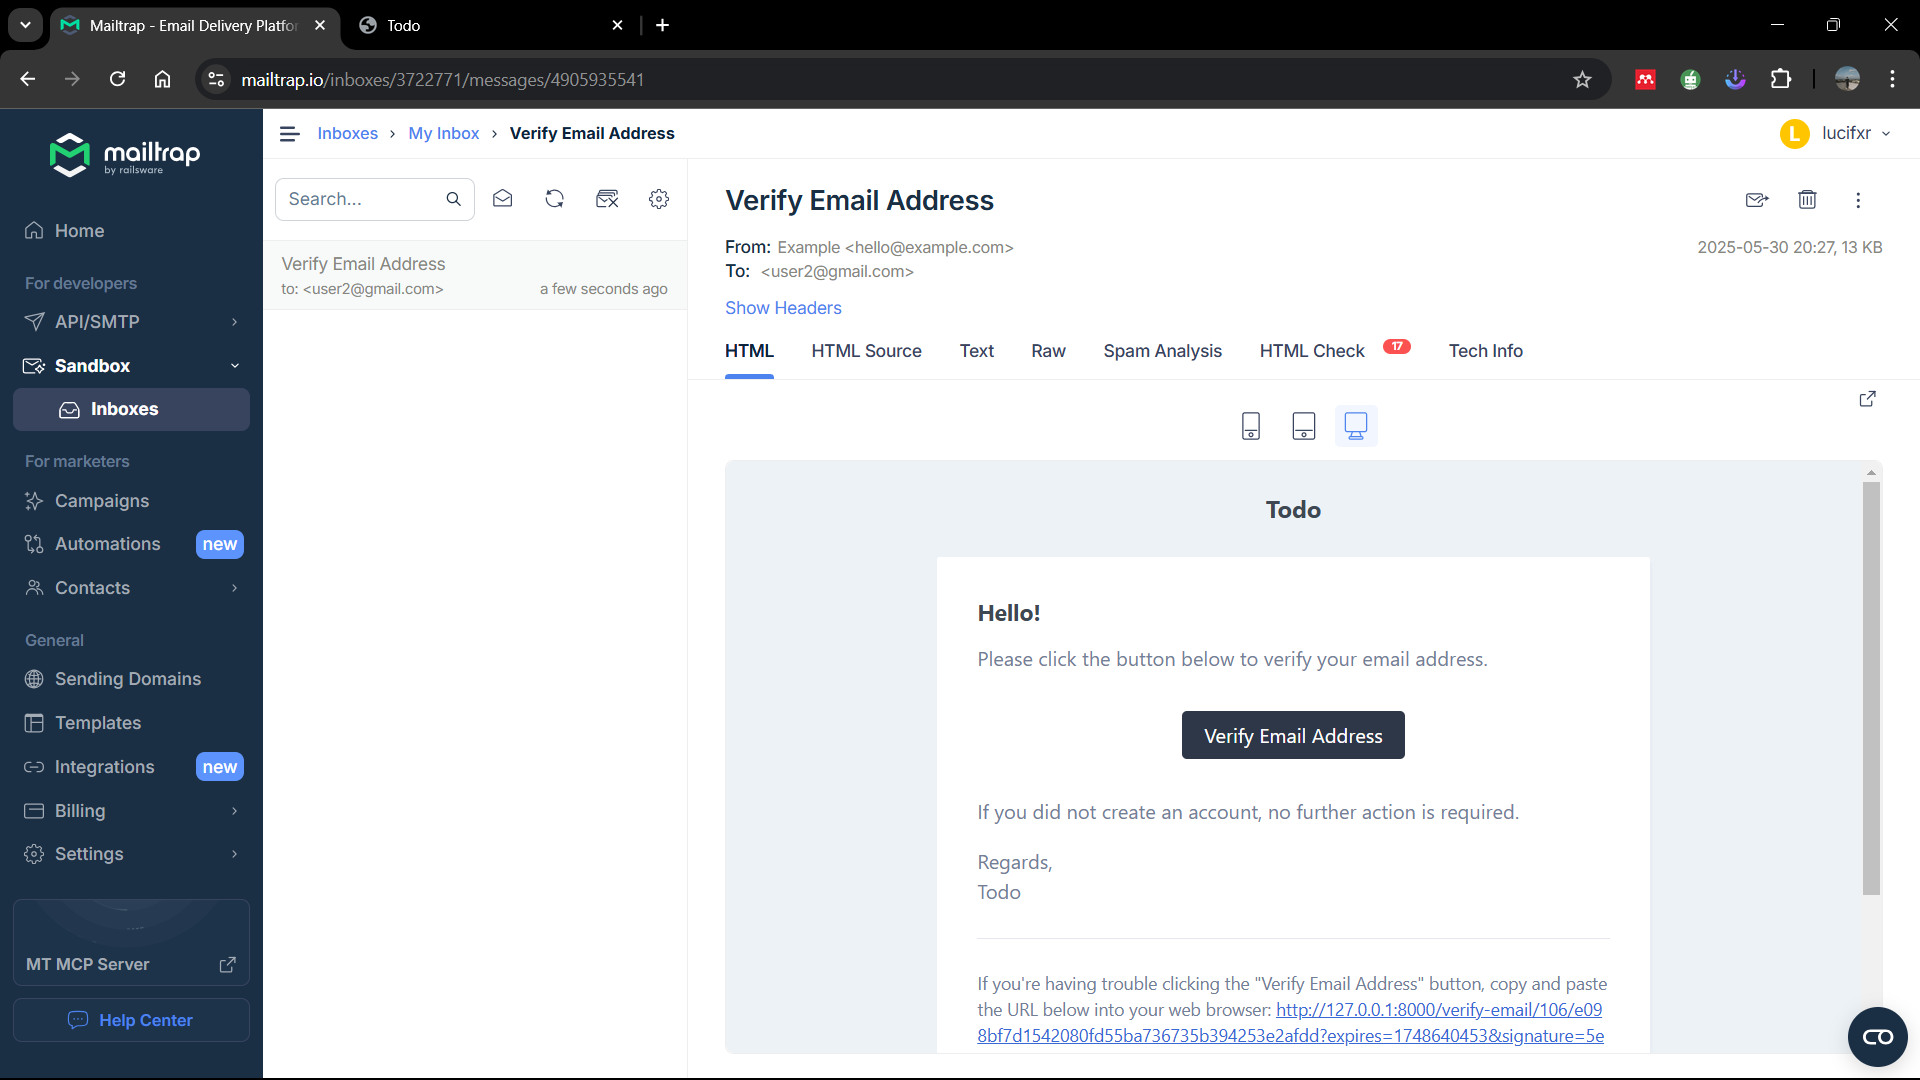 Mailtrap - Email Delivery Platfor
Todo
mailtrap.io/inboxes/3722771/messages/4905935541
mailtrap
by railsware
Home
For developers
API/SMTP
Sandbox
Inboxes
For marketers
Campaigns
Automations new
Contacts
General
Sending Domains
Templates
Integrations new
Billing
Settings
MT MCP Server
Help Center
Inboxes > My Inbox > Verify Email Address
L lucifxr
Search...
Verify Email Address
to: <user2@gmail.com> a few seconds ago
Verify Email Address
From: Example <hello@example.com>
2025-05-30 20:27, 13 KB
To: <user2@gmail.com>
Show Headers
HTML HTML Source Text Raw Spam Analysis HTML Check 17 Tech Info
Todo
Hello!
Please click the button below to verify your email address.
Verify Email Address
If you did not create an account, no further action is required.
Regards,
Todo
If you're having trouble clicking the "Verify Email Address" button, copy and paste
the URL below into your web browser: http://127.0.0.1:8000/verify-email/106/e09
8bf7d1542080fd55ba736735b394253e2afdd?expires=1748640453&signature=5e